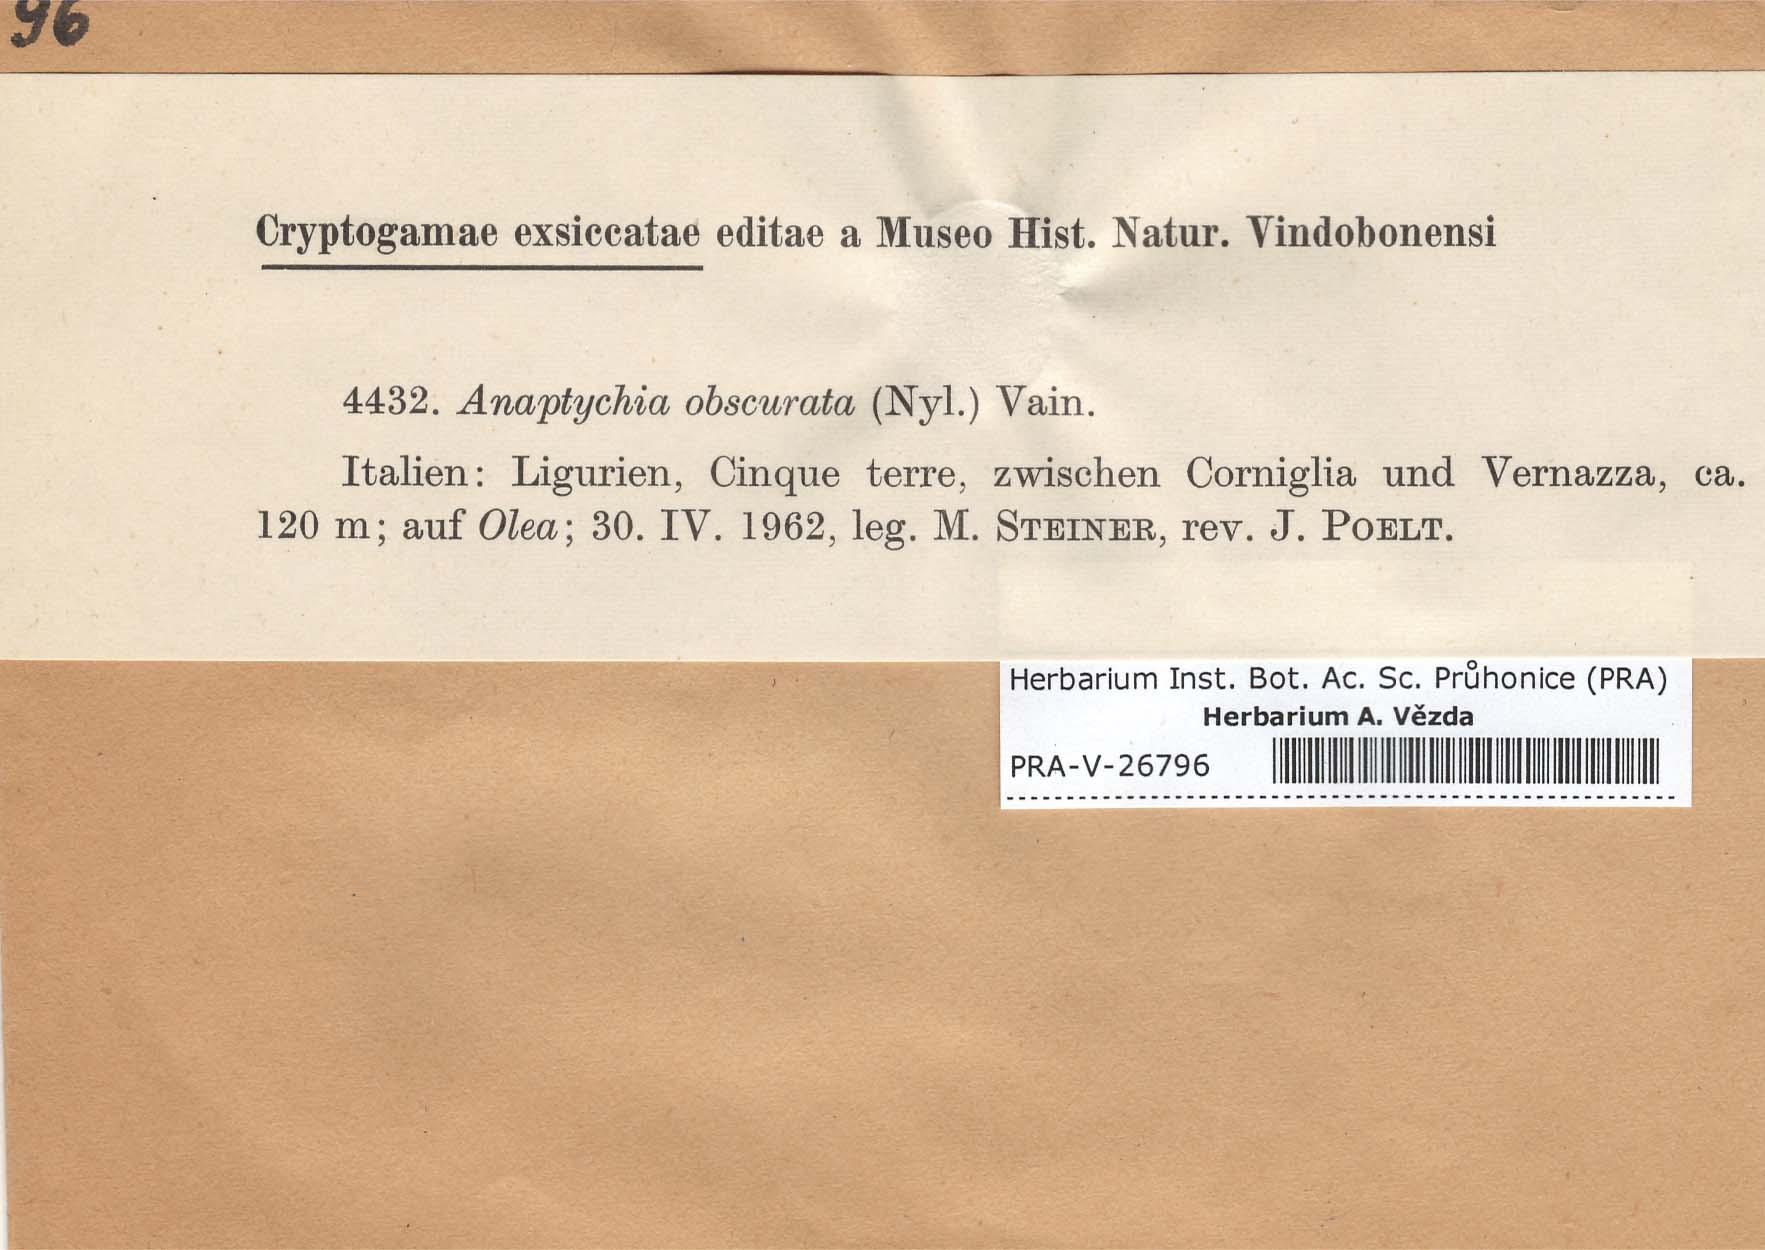 96
Cryptogamae exsiccatae editae a Museo Hist. Natur. Vindobonensi
4432. Anaptychia obscurata (Nyl.) Vain.
Italien: Ligurien, Cinque terre, zwischen Corniglia und Vernazza, ca.
120 m; auf Olea; 30. IV. 1962, leg. M. STEINER, rev. J. POELT.
Herbarium Inst. Bot. Ac. Sc. Průhonice (PRA)
Herbarium A. Vězda
PRA-V-26796